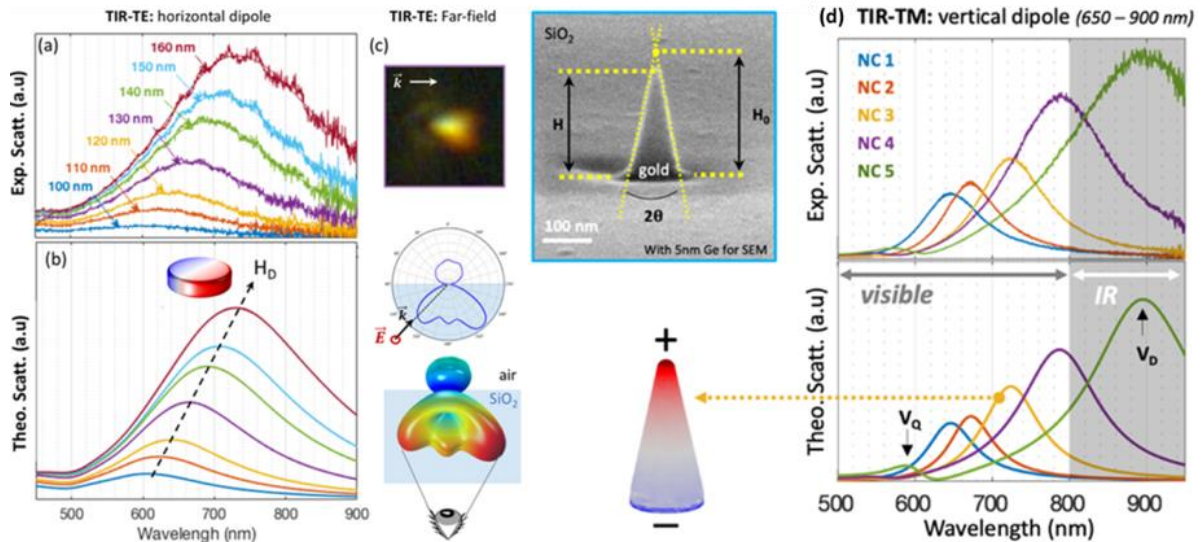 TIR-TE: horizontal dipole
(a)
160 nm
150 nm
140 nm
130 nm
120 nm
110 nm
100 nm
Exp. Scatt. (a.u)
(b)
H_D
Theo. Scatt. (a.u)
500 600 700 800 900
Wavelengh (nm)
TIR-TE: Far-field
(c)
k
k
E
air
SiO2
SiO2
H
H0
gold
2θ
100 nm
With 5nm Ge for SEM
+
−
(d) TIR-TM: vertical dipole (650 – 900 nm)
NC 1
NC 2
NC 3
NC 4
NC 5
Exp. Scatt. (a.u)
visible
IR
V_Q
V_D
Theo. Scatt. (a.u)
500 600 700 800 900
Wavelength (nm)